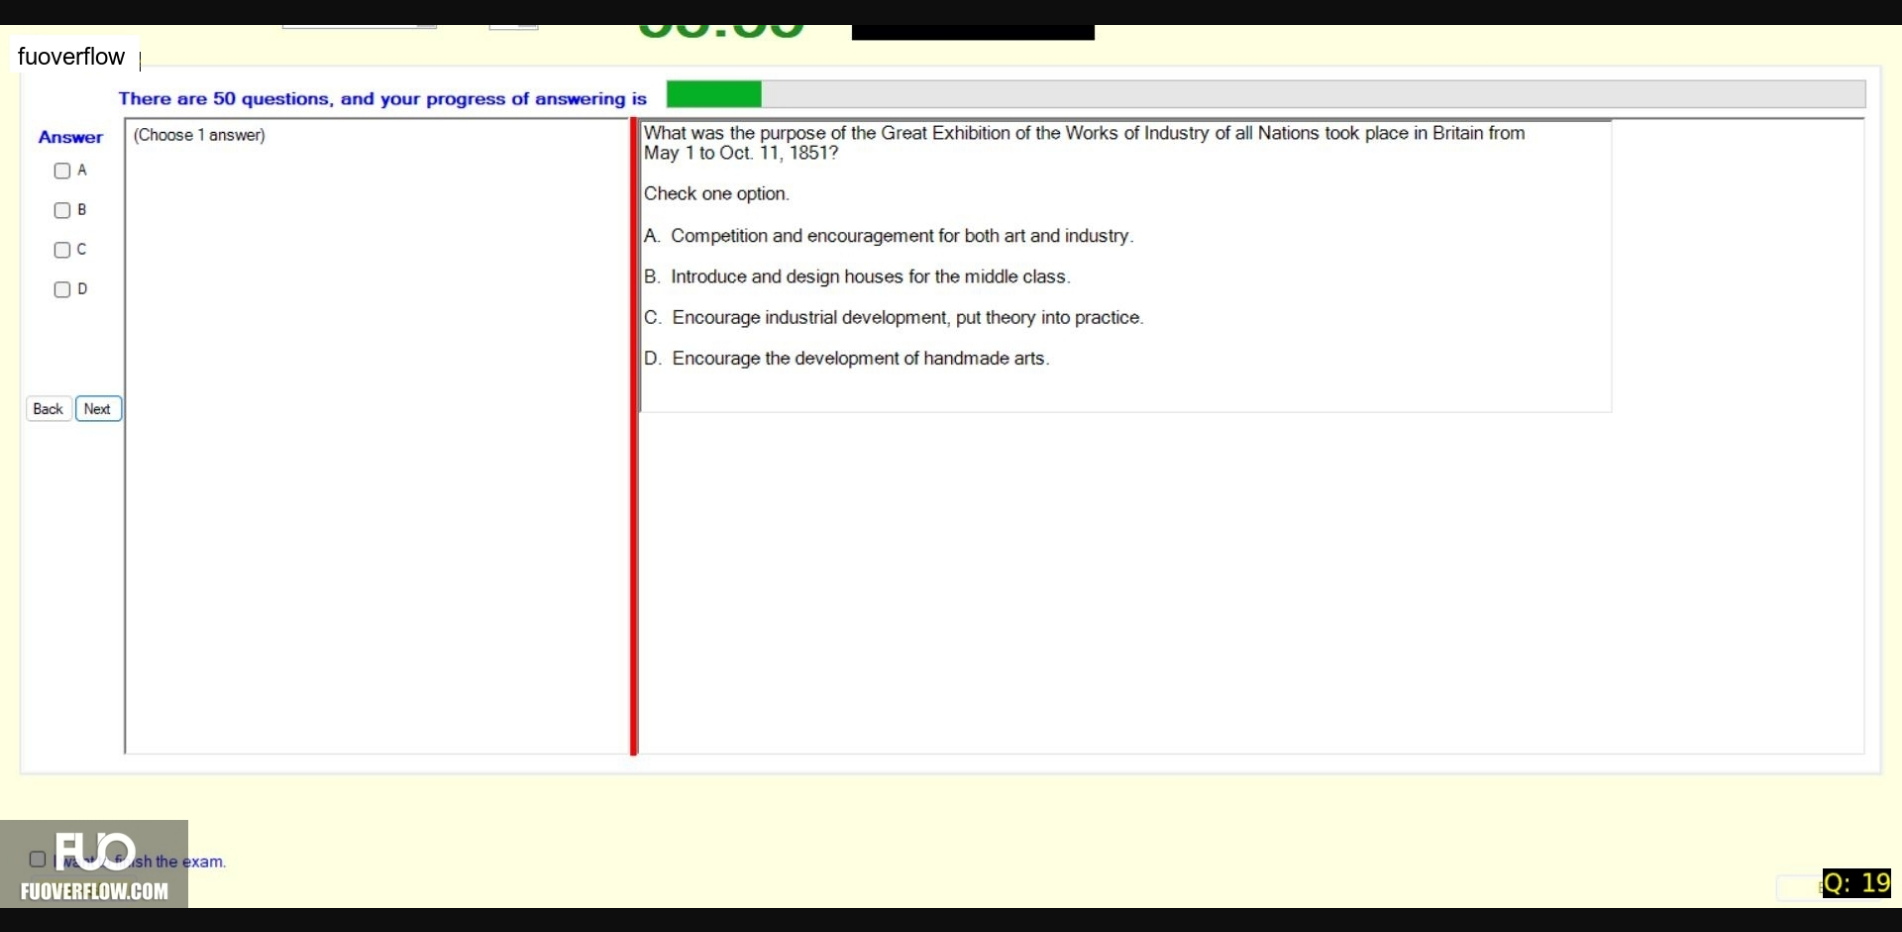 fuoverflow
There are 50 questions, and your progress of answering is
Answer
(Choose 1 answer)
A
B
C
D
Back Next
What was the purpose of the Great Exhibition of the Works of Industry of all Nations took place in Britain from
May 1 to Oct. 11, 1851?
Check one option.
A. Competition and encouragement for both art and industry.
B. Introduce and design houses for the middle class.
C. Encourage industrial development, put theory into practice.
D. Encourage the development of handmade arts.
FUO
the exam.
FUOVERFLOW.COM
Q: 19